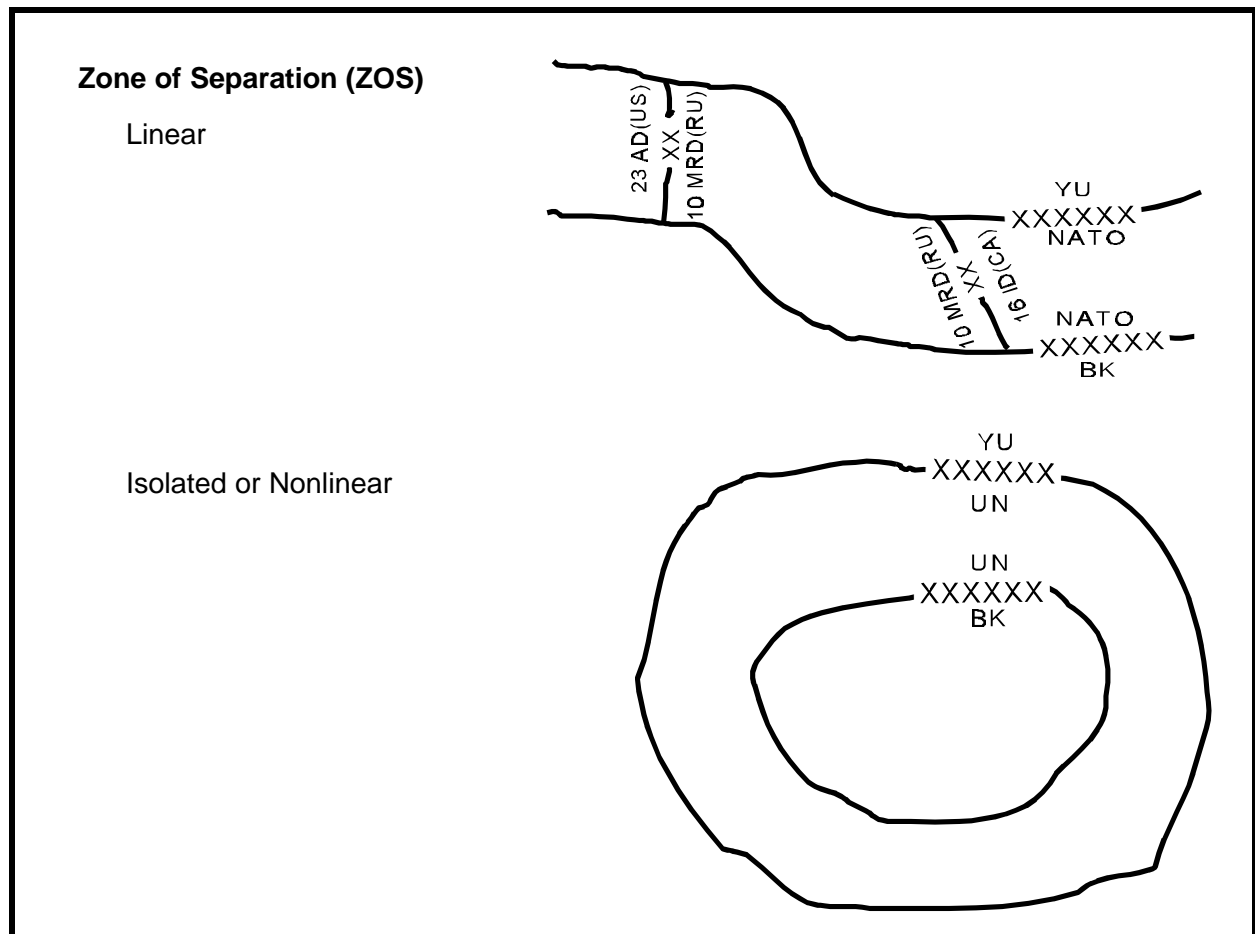 Zone of Separation (ZOS)
Linear
23 AD(US)
XX
10 MRD(RU)
YU
XXXXXX
NATO
10 MRD(RU)
XX
16 ID(CA)
NATO
XXXXXX
BK
Isolated or Nonlinear
YU
XXXXXX
UN
UN
XXXXXX
BK